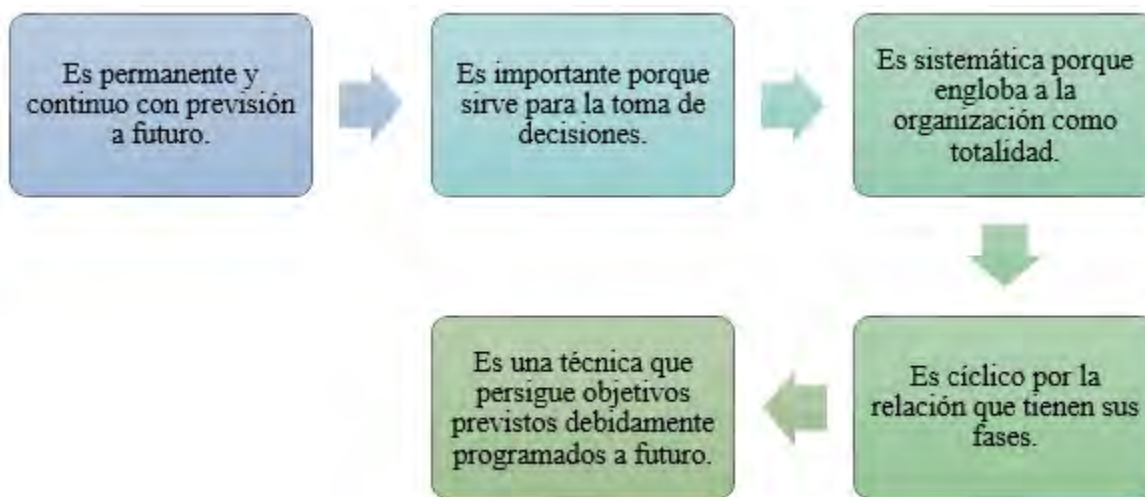 Es permanente y
continuo con previsión
a futuro.
Es importante porque
sirve para la toma de
decisiones.
Es sistemática porque
engloba a la
organización como
totalidad.
Es cíclico por la
relación que tienen sus
fases.
Es una técnica que
persigue objetivos
previstos debidamente
programados a futuro.